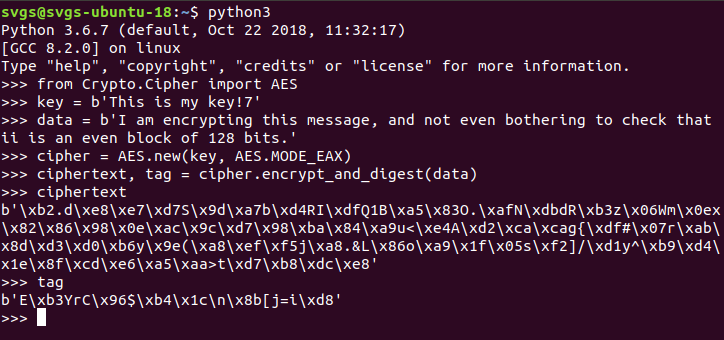 svgs@svgs-ubuntu-18:~$ python3
Python 3.6.7 (default, Oct 22 2018, 11:32:17)
[GCC 8.2.0] on linux
Type "help", "copyright", "credits" or "license" for more information.
>>> from Crypto.Cipher import AES
>>> key = b'This is my key!7'
>>> data = b'I am encrypting this message, and not even bothering to check that
ii is an even block of 128 bits.'
>>> cipher = AES.new(key, AES.MODE_EAX)
>>> ciphertext, tag = cipher.encrypt_and_digest(data)
>>> ciphertext
b'\xb2.d\xe8\xe7\xd7S\x9d\xa7b\xd4RI\xdfQ1B\xa5\x83O.\xafN\xdbdR\xb3z\x06Wm\x0ex
\x82\x86\x98\x0e\xac\x9c\xd7\x98\xba\x84\xa9u<\xe4A\xd2\xca\xcag{\xdf#\x07r\xab\
x8d\xd3\xd0\xb6y\x9e(\xa8\xef\xf5j\xa8.&L\x86o\xa9\x1f\x05s\xf2]/\xd1y^\xb9\xd4\
x1e\x8f\xcd\xe6\xa5\xaa>t\xd7\xb8\xdc\xe8'
>>> tag
b'E\xb3YrC\x96$\xb4\x1c\n\x8b[j=i\xd8'
>>>